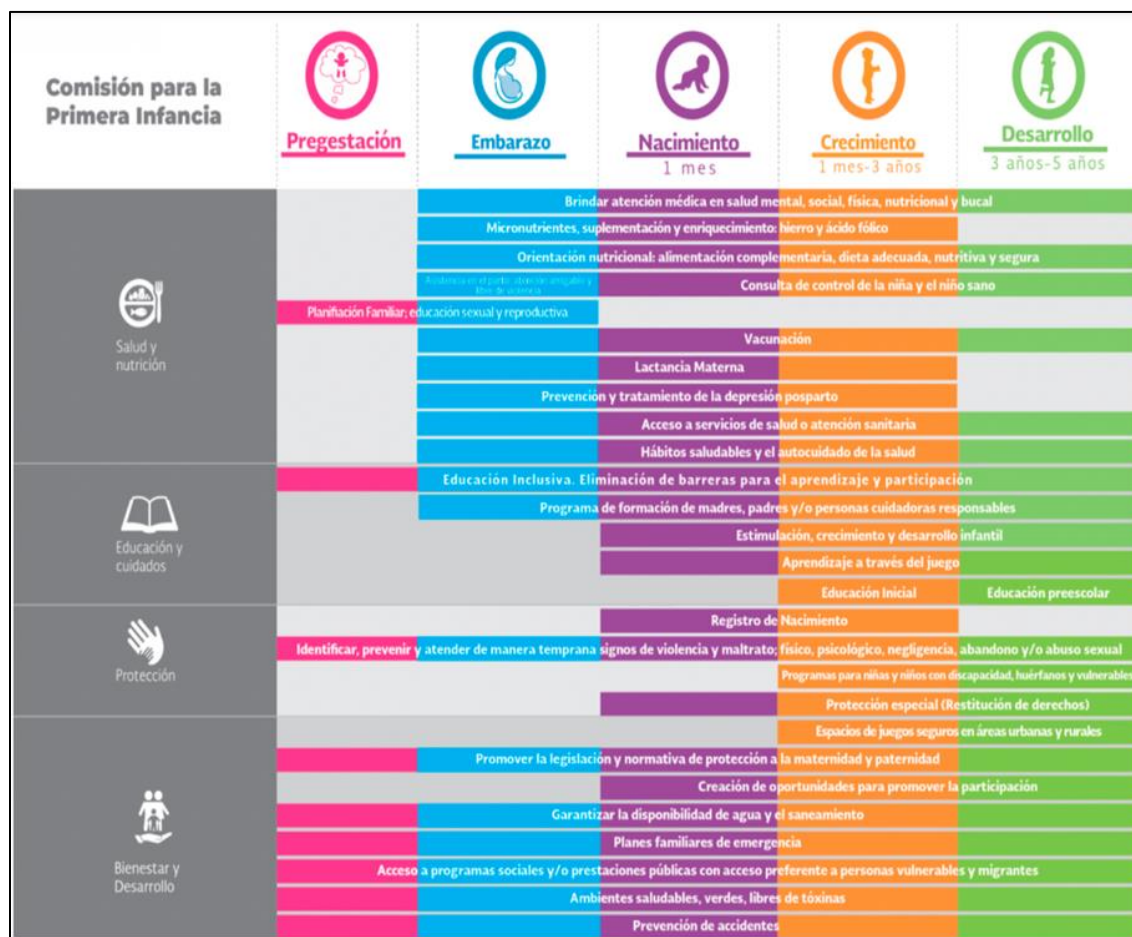 Comisión para la
Primera Infancia
Pregestación
Embarazo
Nacimiento
1 mes
Crecimiento
1 mes-3 años
Desarrollo
3 años-5 años
Salud y
nutrición
Brindar atención médica en salud mental, social, física, nutricional y bucal
Micronutrientes, suplementación y enriquecimiento: hierro y ácido fólico
Orientación nutricional: alimentación complementaria, dieta adecuada, nutritiva y segura
Asistencia en el parto: atención amigable y
libre de violencia
Consulta de control de la niña y el niño sano
Planifiación Familiar; educación sexual y reproductiva
Vacunación
Lactancia Materna
Prevención y tratamiento de la depresión posparto
Acceso a servicios de salud o atención sanitaria
Hábitos saludables y el autocuidado de la salud
Educación y
cuidados
Educación Inclusiva. Eliminación de barreras para el aprendizaje y participación
Programa de formación de madres, padres y/o personas cuidadoras responsables
Estimulación, crecimiento y desarrollo infantil
Aprendizaje a través del juego
Educación Inicial
Educación preescolar
Protección
Registro de Nacimiento
Identificar, prevenir y atender de manera temprana signos de violencia y maltrato; físico, psicológico, negligencia, abandono y/o abuso sexual
Programas para niñas y niños con discapacidad, huérfanos y vulnerables
Protección especial (Restitución de derechos)
Bienestar y
Desarrollo
Espacios de juegos seguros en áreas urbanas y rurales
Promover la legislación y normativa de protección a la maternidad y paternidad
Creación de oportunidades para promover la participación
Garantizar la disponibilidad de agua y el saneamiento
Planes familiares de emergencia
Acceso a programas sociales y/o prestaciones públicas con acceso preferente a personas vulnerables y migrantes
Ambientes saludables, verdes, libres de tóxinas
Prevención de accidentes